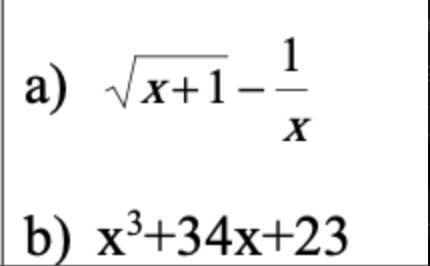 a) √x+1 − 1/x
b) x³+34x+23